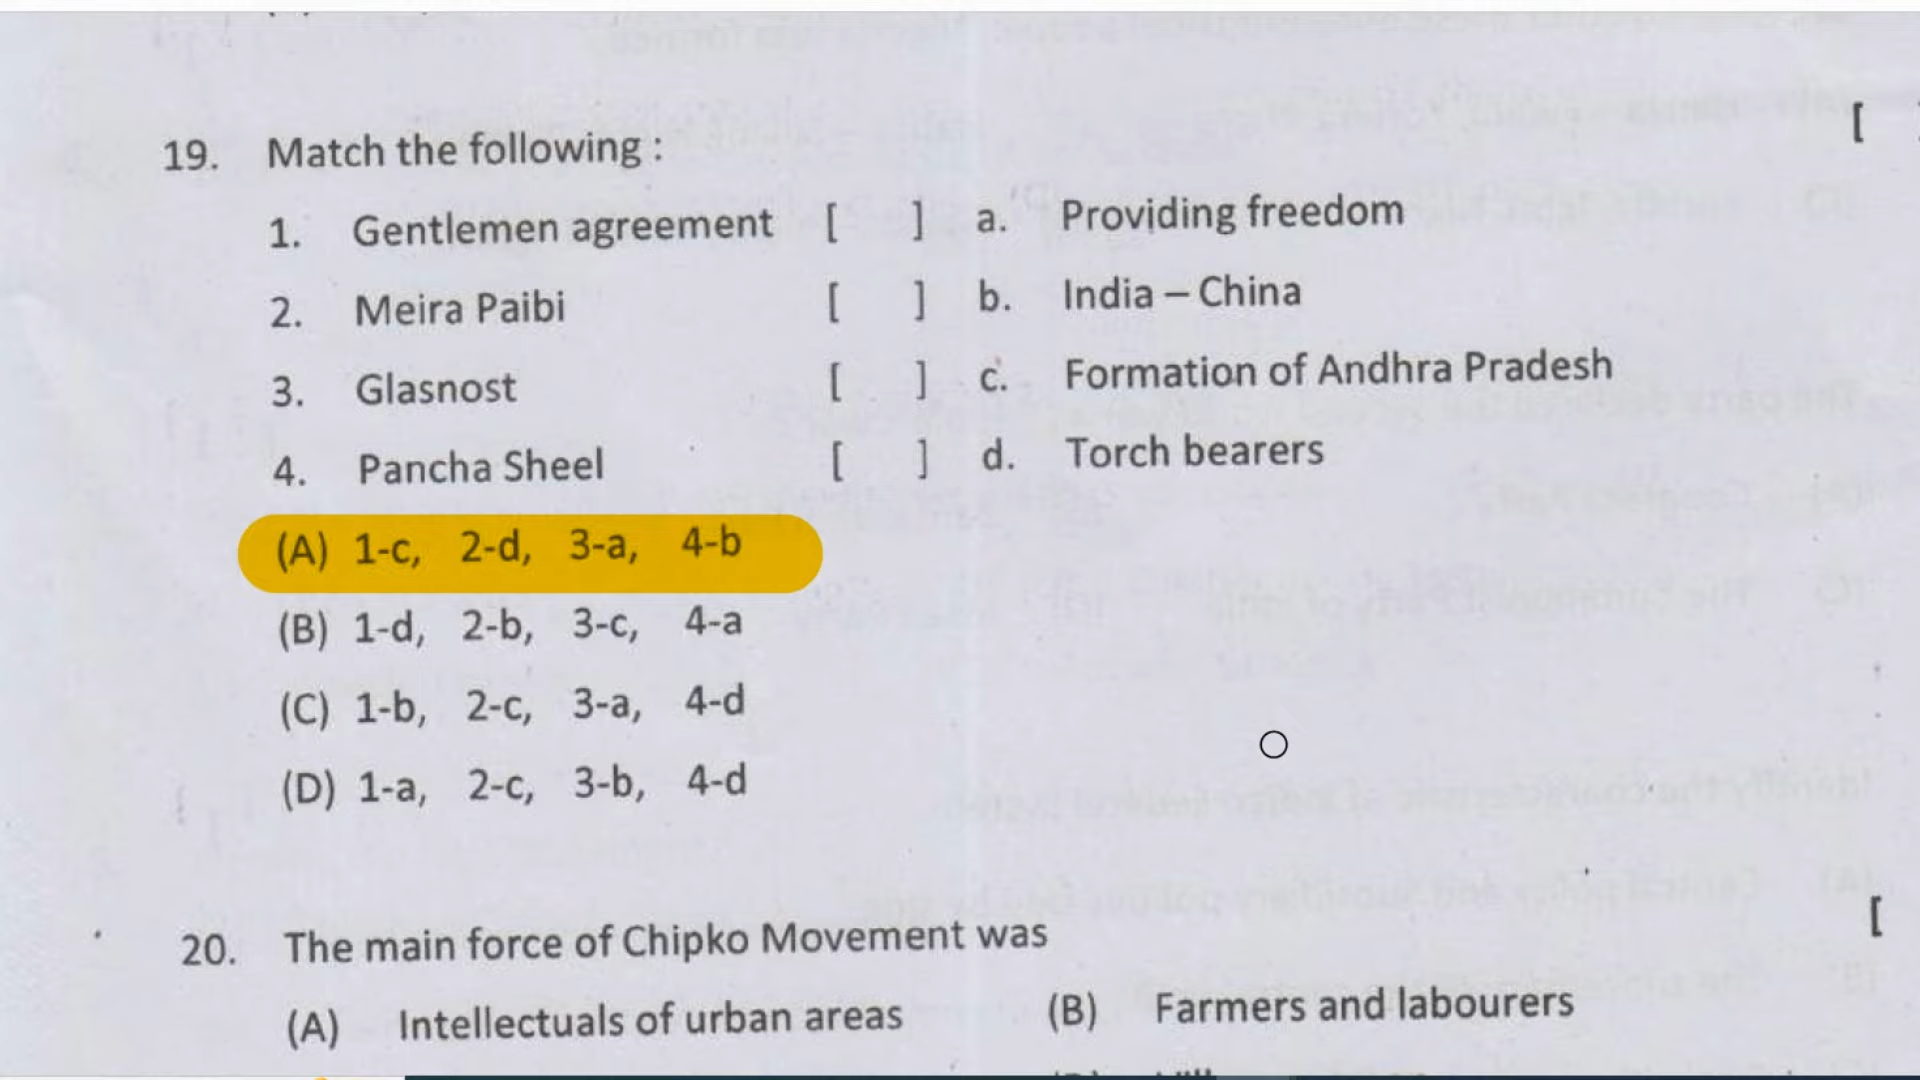 19. Match the following :
1. Gentlemen agreement [ ] a. Providing freedom
2. Meira Paibi [ ] b. India – China
3. Glasnost [ ] c. Formation of Andhra Pradesh
4. Pancha Sheel [ ] d. Torch bearers
(A) 1-c, 2-d, 3-a, 4-b
(B) 1-d, 2-b, 3-c, 4-a
(C) 1-b, 2-c, 3-a, 4-d
(D) 1-a, 2-c, 3-b, 4-d
20. The main force of Chipko Movement was [
(A) Intellectuals of urban areas (B) Farmers and labourers